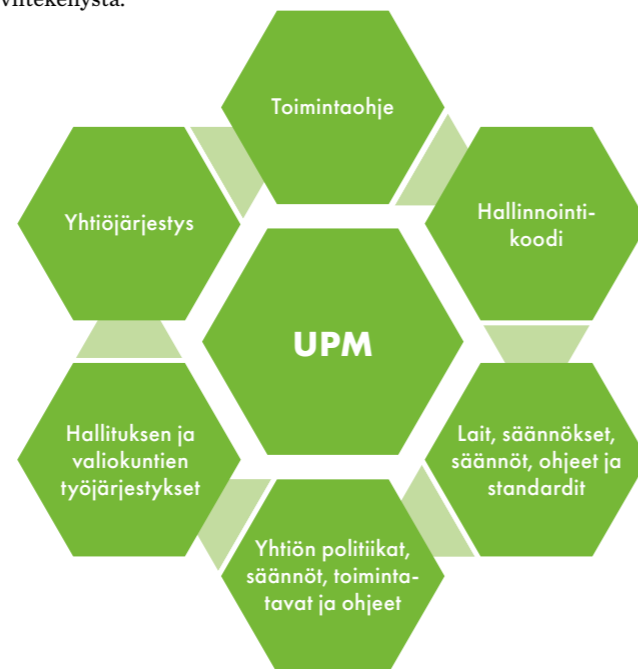 viitekehystä.
Toimintaohje
Yhtiöjärjestys
Hallinnointi-
koodi
UPM
Hallituksen ja
valiokuntien
työjärjestykset
Lait, säännökset,
säännöt, ohjeet ja
standardit
Yhtiön politiikat,
säännöt, toiminta-
tavat ja ohjeet